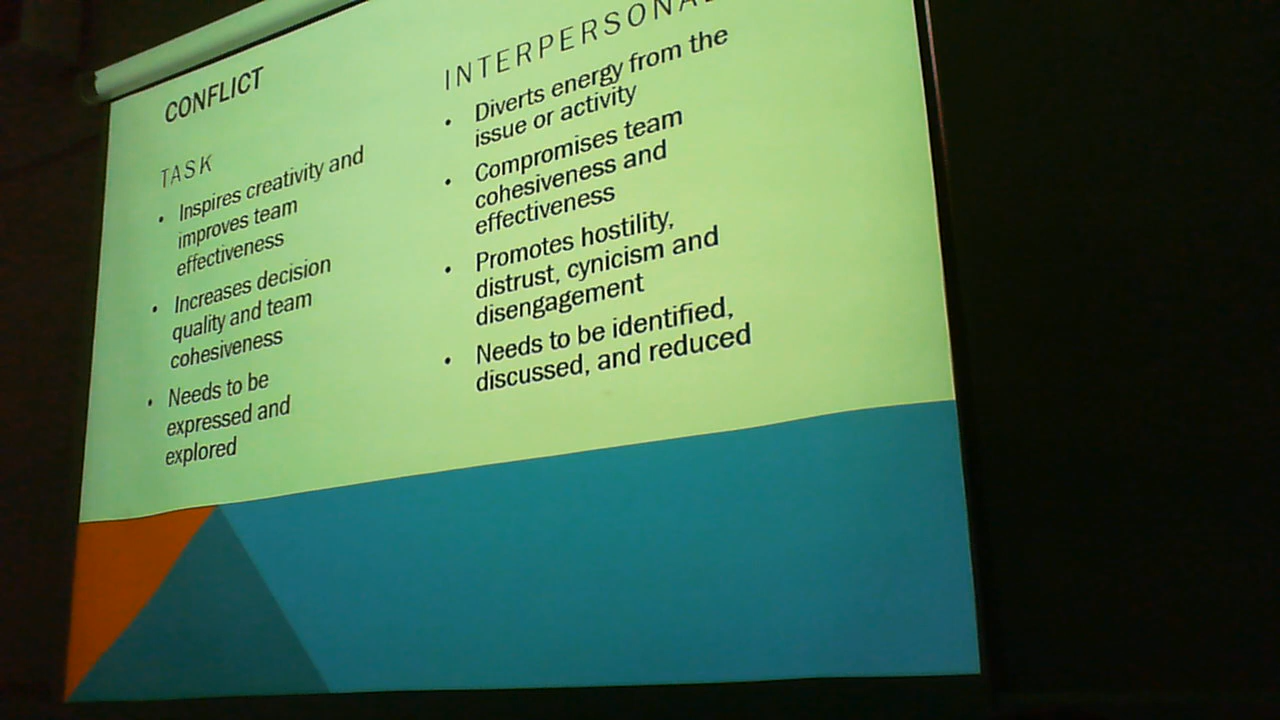 CONFLICT
TASK
• Inspires creativity and
improves team
effectiveness
• Increases decision
quality and team
cohesiveness
• Needs to be
expressed and
explored
INTERPERSONAL
• Diverts energy from the
issue or activity
• Compromises team
cohesiveness and
effectiveness
• Promotes hostility,
distrust, cynicism and
disengagement
• Needs to be identified,
discussed, and reduced